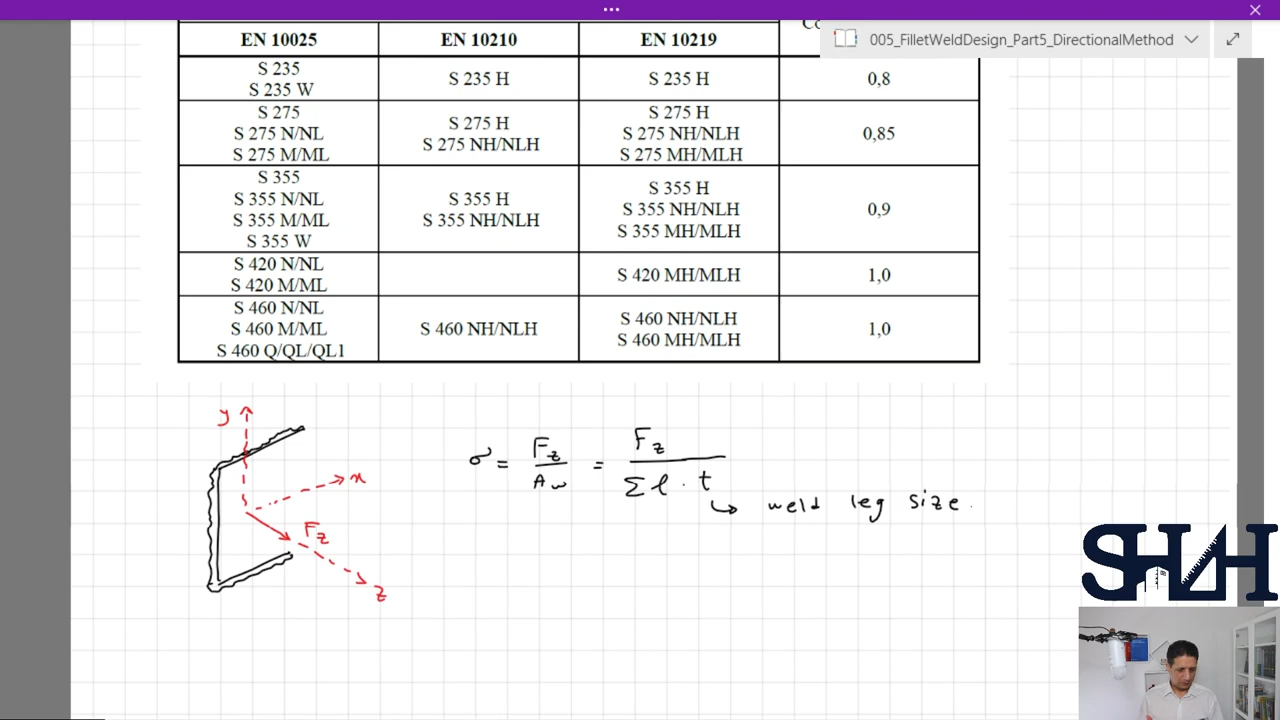 ...
005_FilletWeldDesign_Part5_DirectionalMethod
EN 10025 EN 10210 EN 10219
S 235
S 235 W
S 235 H
S 235 H
0,8
S 275
S 275 N/NL
S 275 M/ML
S 275 H
S 275 NH/NLH
S 275 H
S 275 NH/NLH
S 275 MH/MLH
0,85
S 355
S 355 N/NL
S 355 M/ML
S 355 W
S 355 H
S 355 NH/NLH
S 355 H
S 355 NH/NLH
S 355 MH/MLH
0,9
S 420 N/NL
S 420 M/ML
S 420 MH/MLH
1,0
S 460 N/NL
S 460 M/ML
S 460 Q/QL/QL1
S 460 NH/NLH
S 460 NH/NLH
S 460 MH/MLH
1,0
y
x
Fz
z
σ = Fz / Aw = Fz / Σl · t
weld leg size.
SHZH